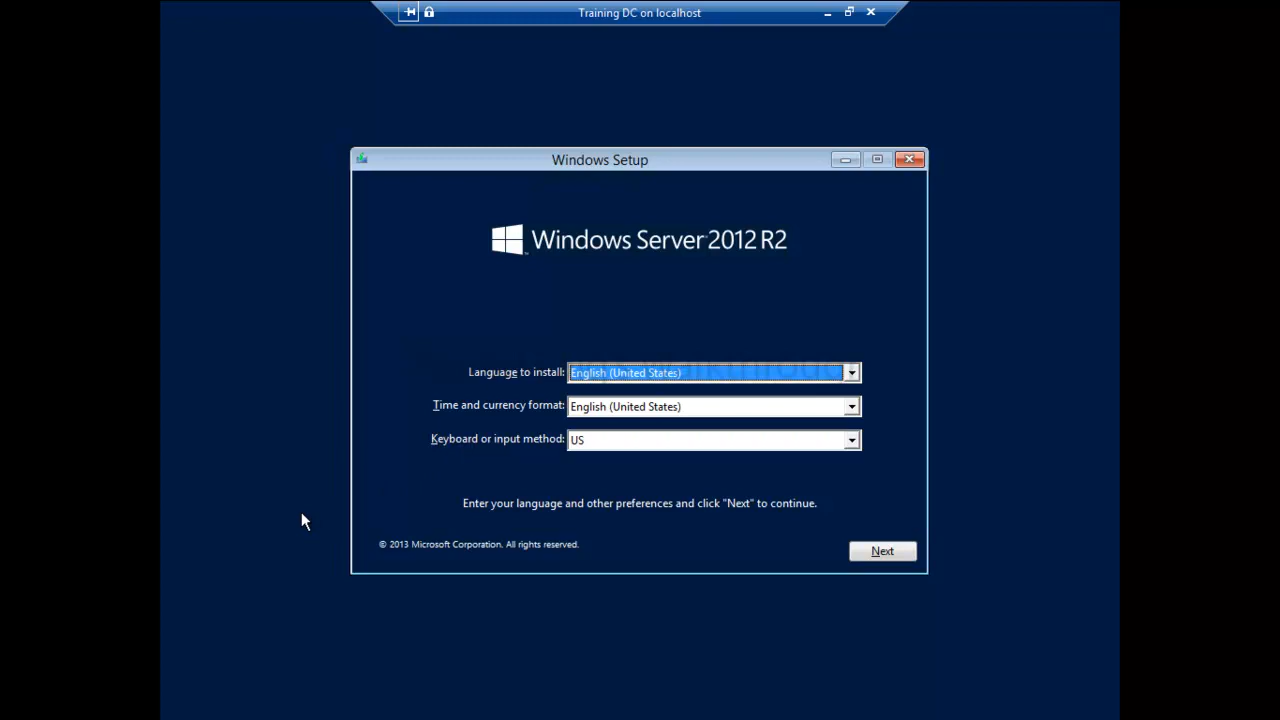 Training DC on localhost
Windows Setup
Windows Server 2012 R2
Language to install: English (United States)
Time and currency format: English (United States)
Keyboard or input method: US
Enter your language and other preferences and click "Next" to continue.
© 2013 Microsoft Corporation. All rights reserved.
Next